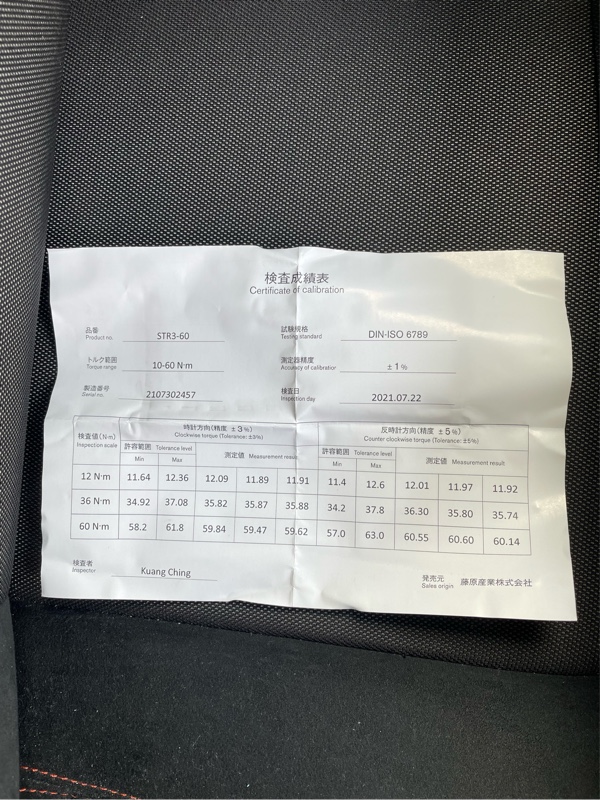 検査成績表
Certificate of calibration
品番
Product no.
STR3-60
試験規格
Testing standard
DIN-ISO 6789
トルク範囲
Torque range
10-60 N·m
測定器精度
Accuracy of calibratior
±1%
製造番号
Serial no.
2107302457
検査日
Inspection day
2021.07.22
検査値(N·m)
Inspection scale
時計方向(精度 ±3%)
Clockwise torque (Tolerance: ±3%)
反時計方向(精度 ±5%)
Counter clockwise torque (Tolerance: ±5%)
許容範囲 Tolerance level
測定値 Measurement result
許容範囲 Tolerance level
測定値 Measurement result
Min Max Min Max
12 N·m 11.64 12.36 12.09 11.89 11.91 11.4 12.6 12.01 11.97 11.92
36 N·m 34.92 37.08 35.82 35.87 35.88 34.2 37.8 36.30 35.80 35.74
60 N·m 58.2 61.8 59.84 59.47 59.62 57.0 63.0 60.55 60.60 60.14
検査者
Inspector
Kuang Ching
発売元
Sales origin
藤原産業株式会社